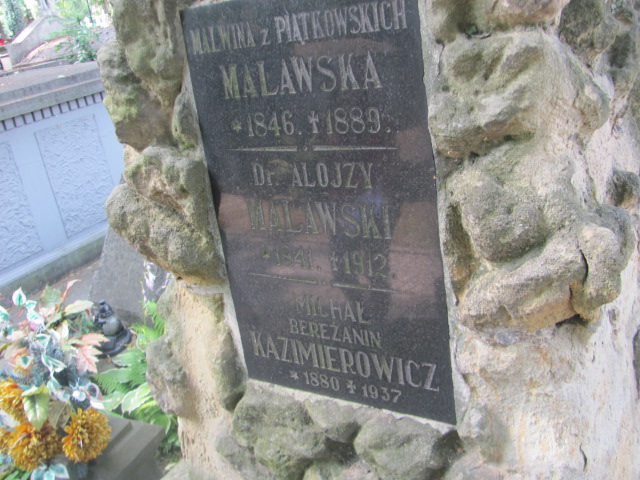 MALWINA z PIĄTKOWSKICH
MALAWSKA
* 1846. ✝ 1889.
Dr. ALOJZY
MALAWSKI
* 1841. ✝ 1912.
MICHAŁ
BEREŻANIN
KAZIMIEROWICZ
* 1880 ✝ 1937